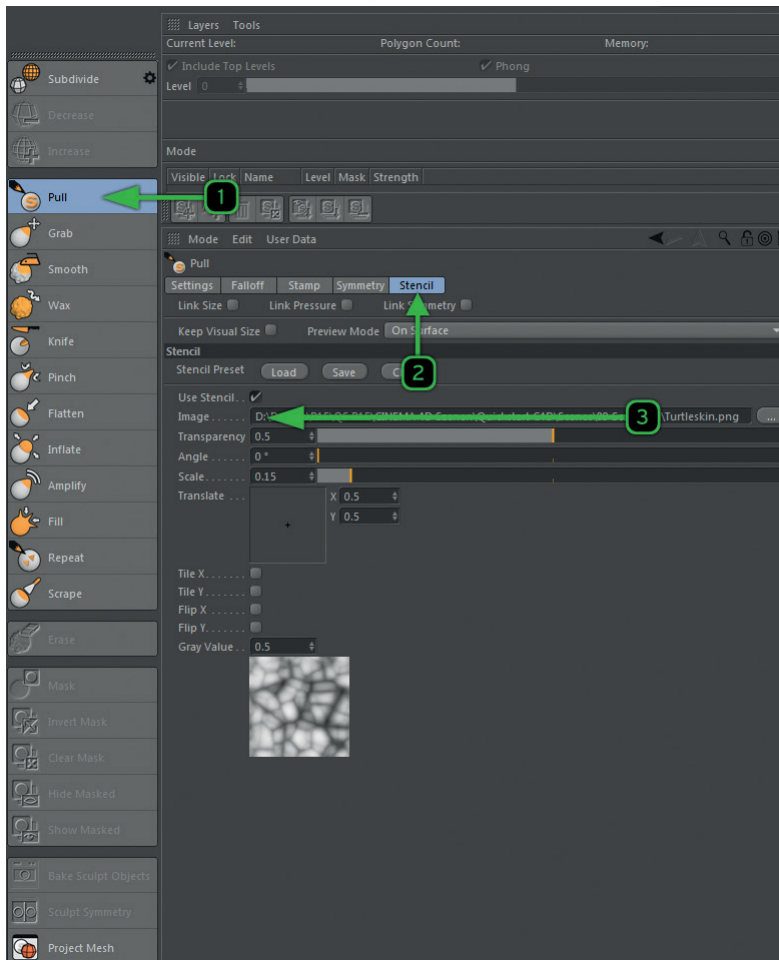 Layers Tools
Current Level: Polygon Count: Memory:
Include Top Levels Phong
Level 0
Mode
Visible Lock Name Level Mask Strength
Subdivide
Decrease
Increase
Pull
Grab
Smooth
Wax
Knife
Pinch
Flatten
Inflate
Amplify
Fill
Repeat
Scrape
Erase
Mask
Invert Mask
Clear Mask
Hide Masked
Show Masked
Bake Sculpt Objects
Sculpt Symmetry
Project Mesh
1
Mode Edit User Data
Pull
Settings Falloff Stamp Symmetry Stencil
Link Size Link Pressure Link Symmetry
Keep Visual Size Preview Mode On Surface
Stencil
Stencil Preset Load Save
2
Use Stencil . .
Image . . . . . . D:\ \Turtleskin.png ...
3
Transparency 0.5
Angle . . . . . . 0 °
Scale. . . . . . . 0.15
Translate . . . X 0.5
Y 0.5
Tile X. . . . . . .
Tile Y. . . . . . .
Flip X . . . . . .
Flip Y. . . . . . .
Gray Value . . 0.5